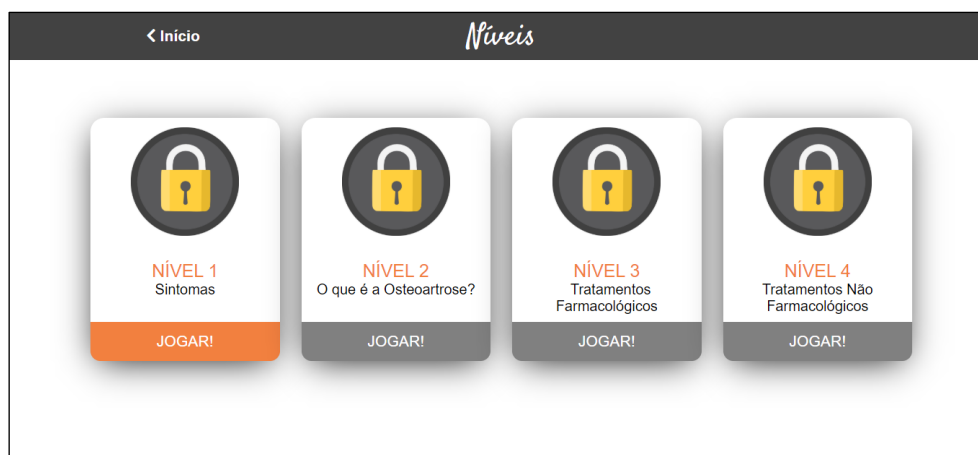 Início
Níveis
NÍVEL 1
Sintomas
JOGAR!
NÍVEL 2
O que é a Osteoartrose?
JOGAR!
NÍVEL 3
Tratamentos
Farmacológicos
JOGAR!
NÍVEL 4
Tratamentos Não
Farmacológicos
JOGAR!